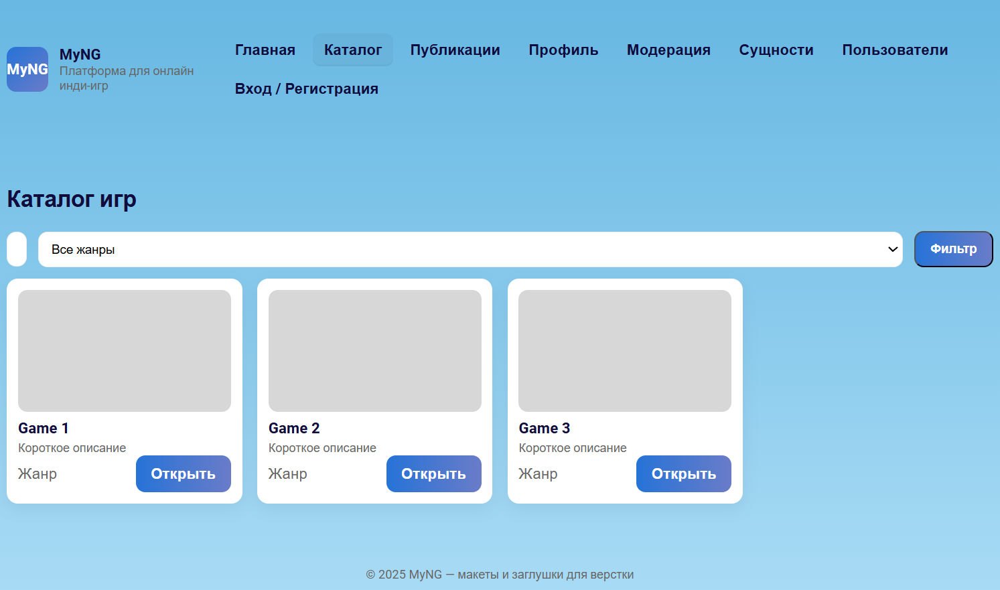 MyNG
MyNG
Платформа для онлайн
инди-игр
Главная
Каталог
Публикации
Профиль
Модерация
Сущности
Пользователи
Вход / Регистрация
Каталог игр
Все жанры
Фильтр
Game 1
Короткое описание
Жанр
Открыть
Game 2
Короткое описание
Жанр
Открыть
Game 3
Короткое описание
Жанр
Открыть
© 2025 MyNG — макеты и заглушки для верстки